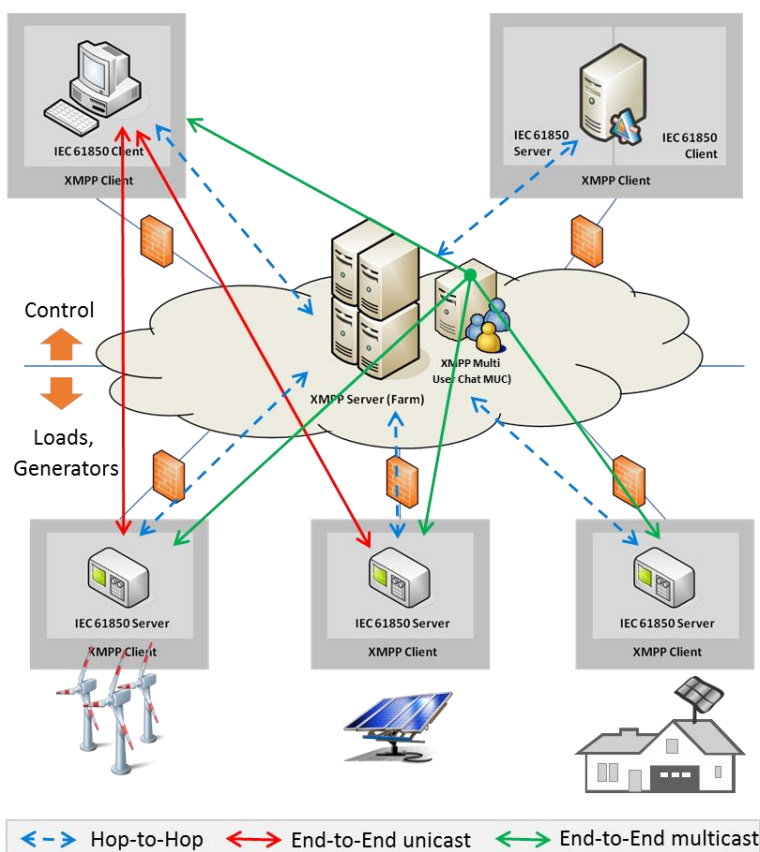 IEC 61850 Client
XMPP Client
IEC 61850
Server
IEC 61850
Client
XMPP Client
Control
Loads,
Generators
XMPP Multi
User Chat MUC)
XMPP Server (Farm)
IEC 61850 Server
XMPP Client
IEC 61850 Server
XMPP Client
IEC 61850 Server
XMPP Client
Hop-to-Hop
End-to-End unicast
End-to-End multicast